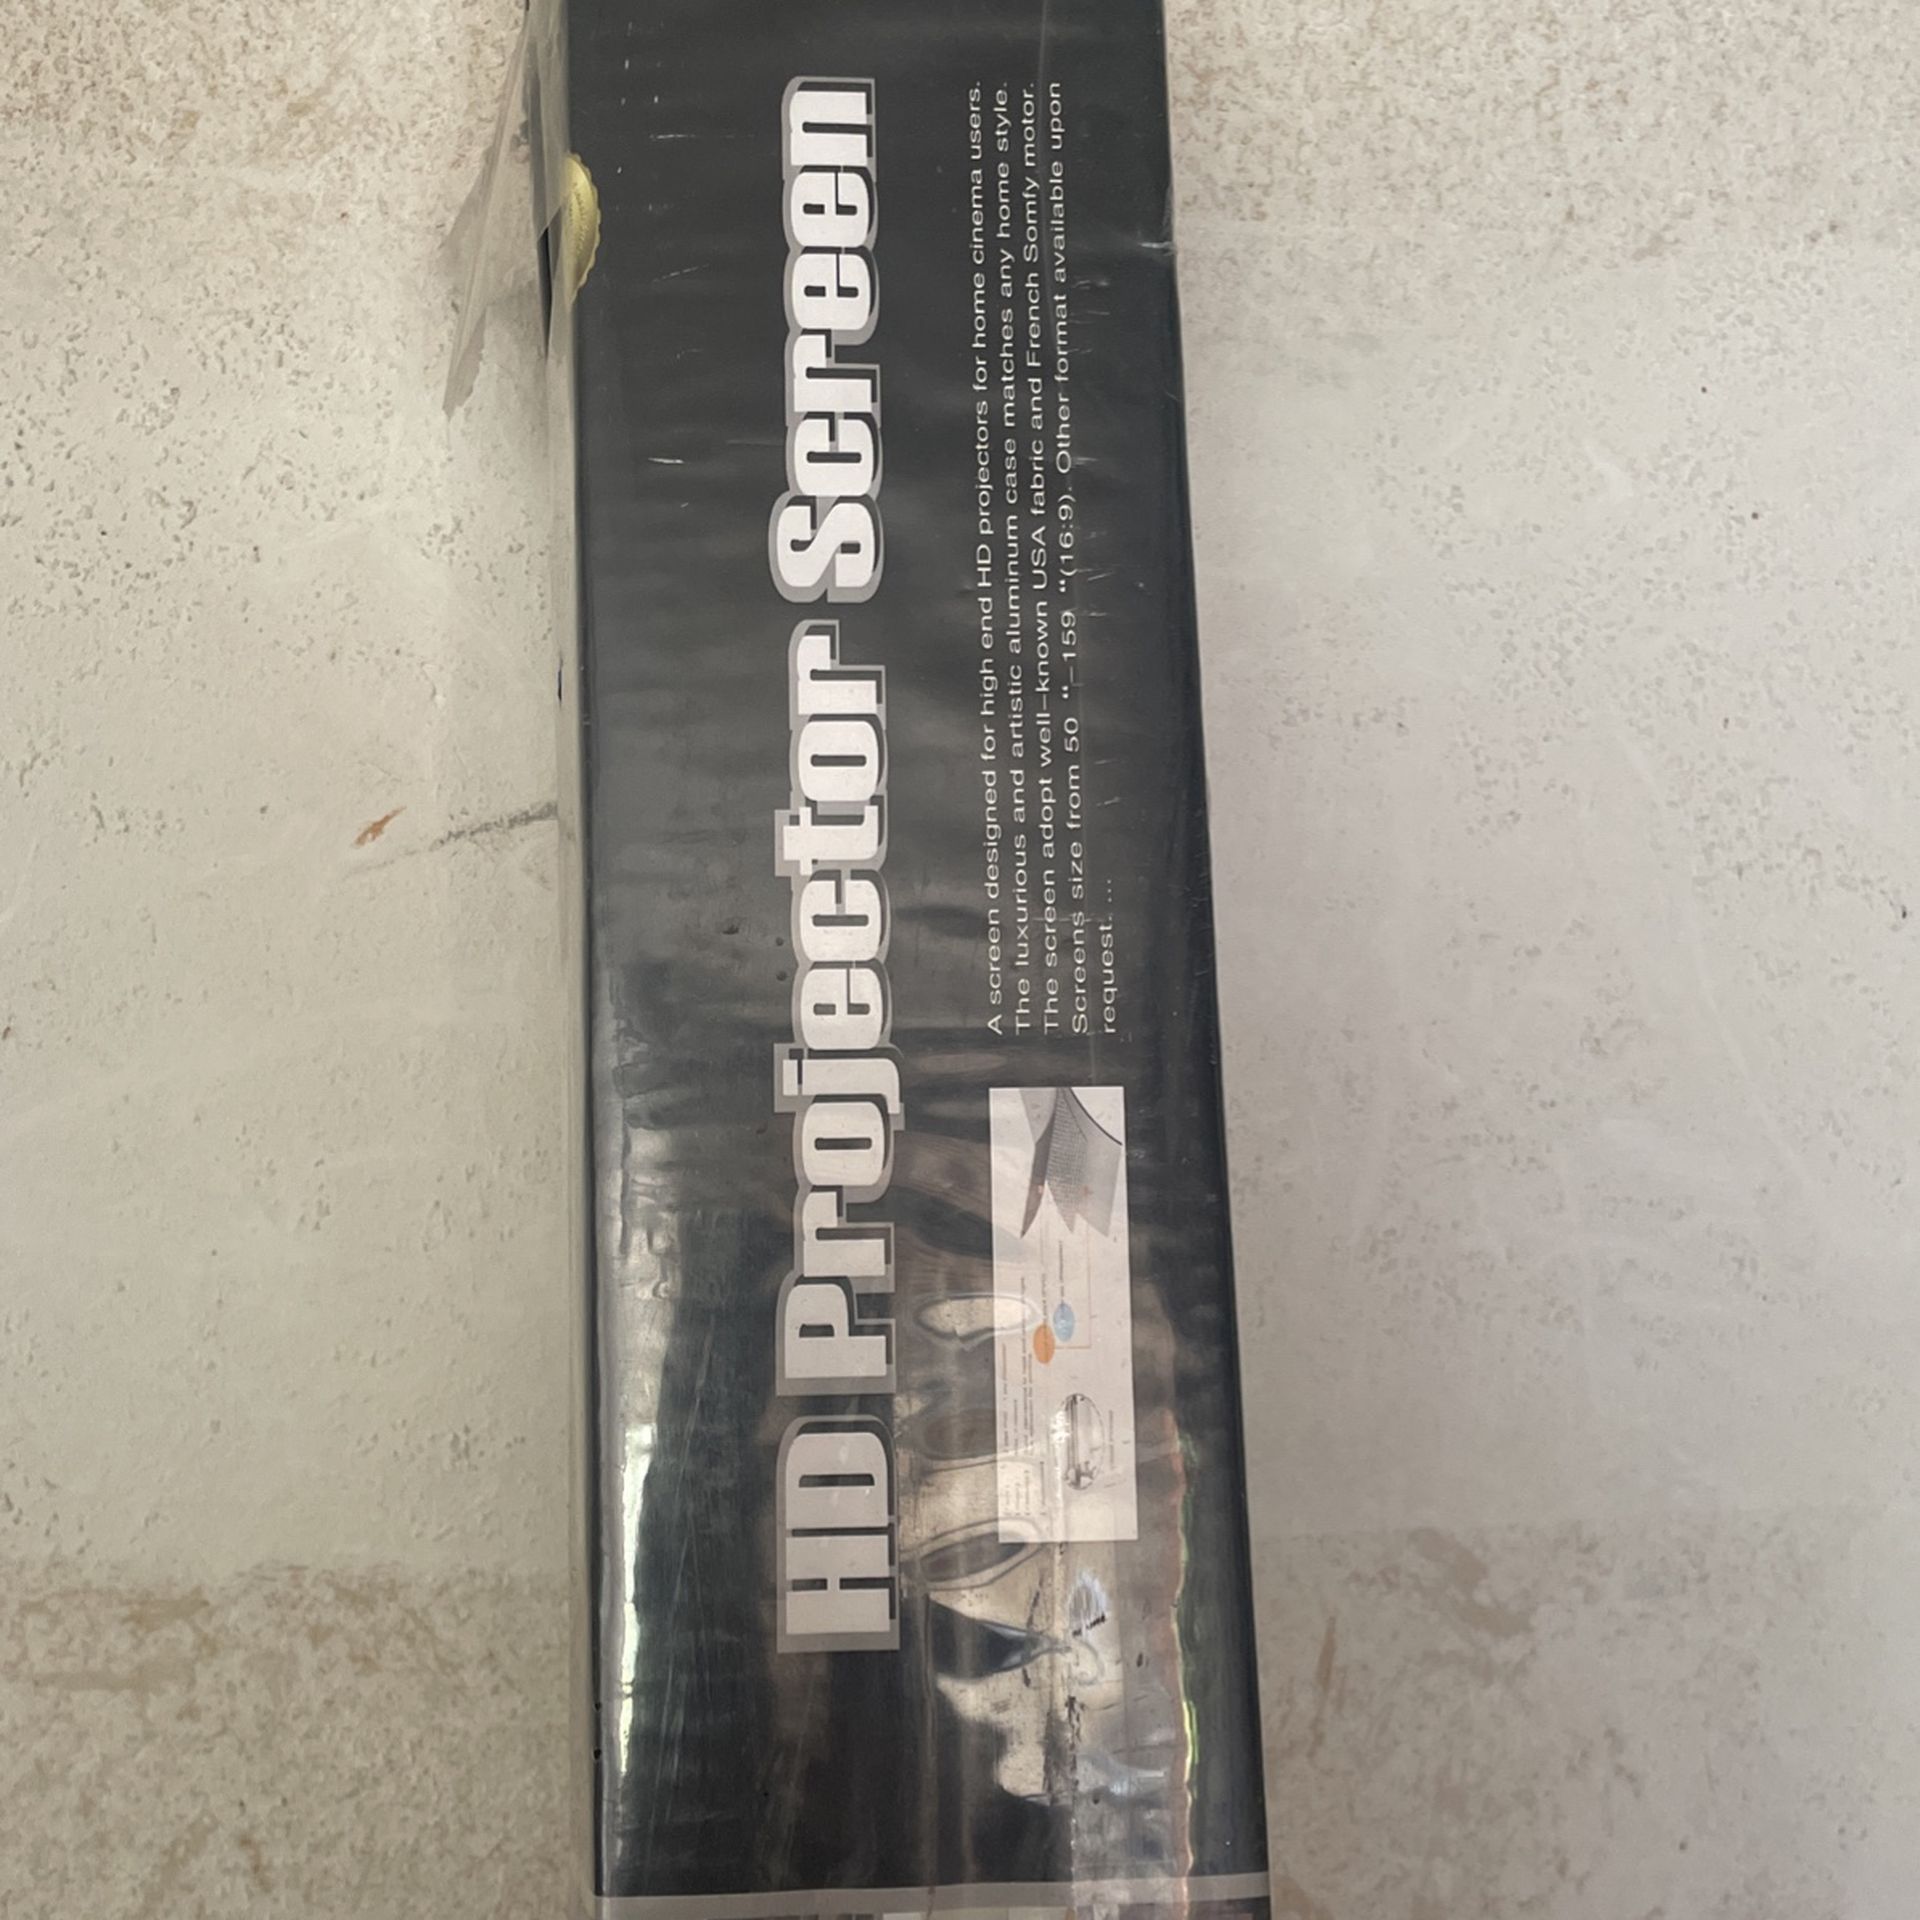 HD Projector Screen
A screen designed for high end HD projectors for home cinema users.
The luxurious and artistic aluminum case matches any home style.
The screen adopt well-known USA fabric and French Somfy motor.
Screens size from 50 “–159 “(16:9). Other format available upon
request. ...